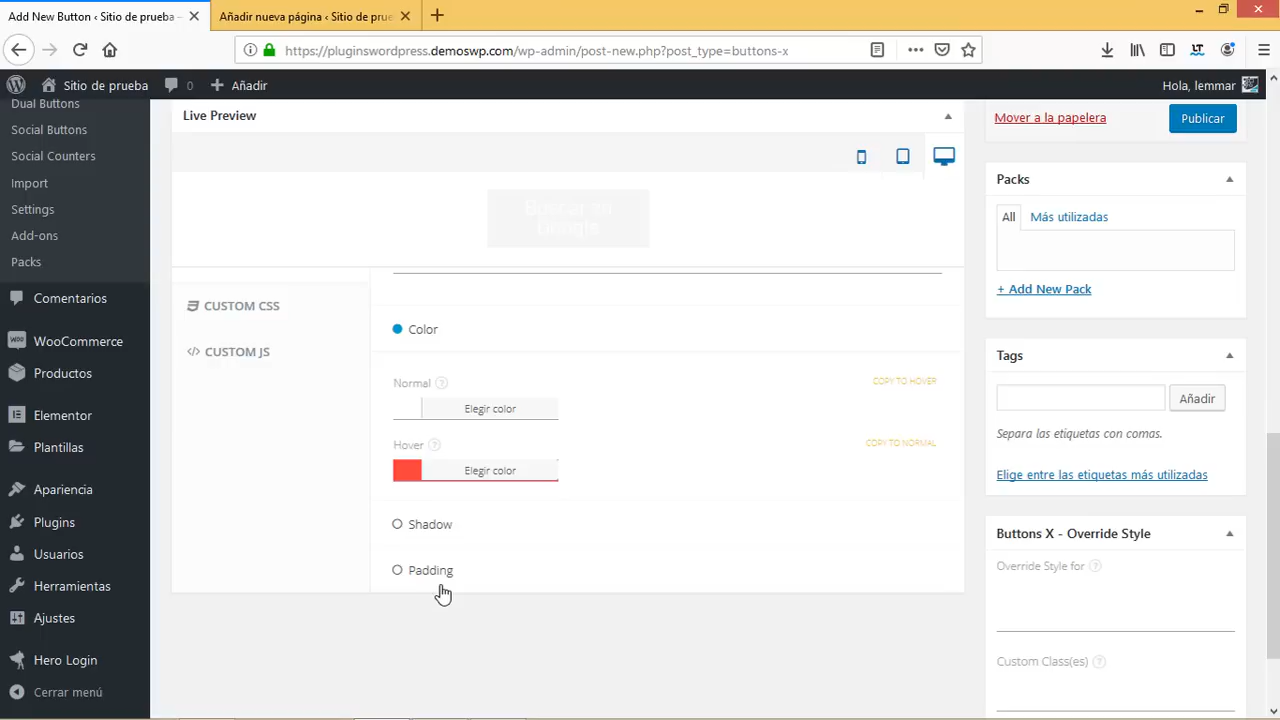 Add New Button ‹ Sitio de prueba –
Añadir nueva página ‹ Sitio de prue
https://pluginswordpress.demoswp.com/wp-admin/post-new.php?post_type=buttons-x
Sitio de prueba
0
Añadir
Hola, lemmar
Dual Buttons
Social Buttons
Social Counters
Import
Settings
Add-ons
Packs
Comentarios
WooCommerce
Productos
Elementor
Plantillas
Apariencia
Plugins
Usuarios
Herramientas
Ajustes
Hero Login
Cerrar menú
Live Preview
Buscar en
Google
CUSTOM CSS
CUSTOM JS
Color
Normal ?
COPY TO HOVER
Elegir color
Hover ?
COPY TO NORMAL
Elegir color
Shadow
Padding
Mover a la papelera
Publicar
Packs
All
Más utilizadas
+ Add New Pack
Tags
Añadir
Separa las etiquetas con comas.
Elige entre las etiquetas más utilizadas
Buttons X - Override Style
Override Style for ?
Custom Class(es) ?